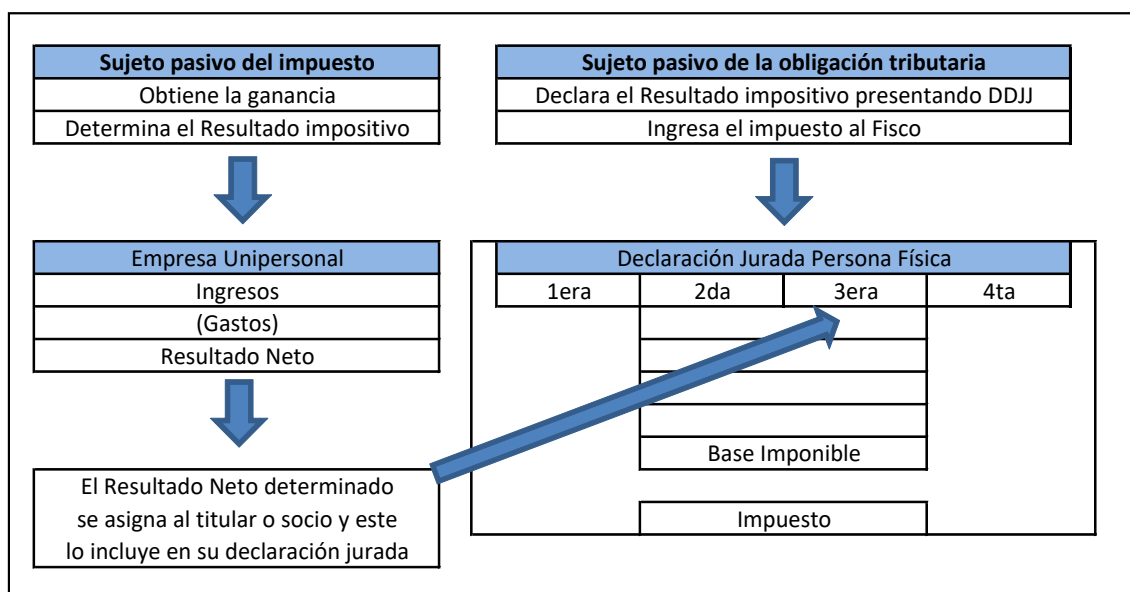 Sujeto pasivo del impuesto
Obtiene la ganancia
Determina el Resultado impositivo
Sujeto pasivo de la obligación tributaria
Declara el Resultado impositivo presentando DDJJ
Ingresa el impuesto al Fisco
Empresa Unipersonal
Ingresos
(Gastos)
Resultado Neto
El Resultado Neto determinado
se asigna al titular o socio y este
lo incluye en su declaración jurada
Declaración Jurada Persona Física
1era 2da 3era 4ta
Base Imponible
Impuesto